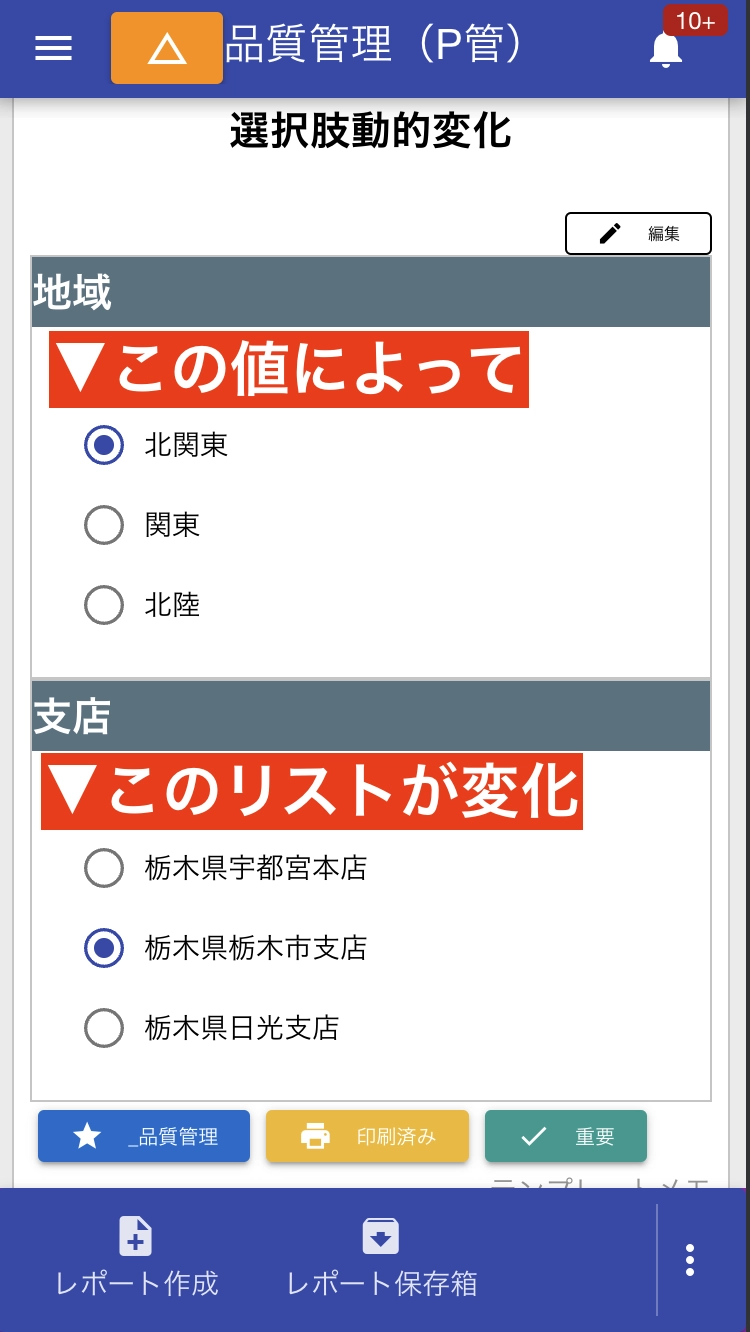 品質管理（P管）
10+
選択肢動的変化
編集
地域
▼この値によって
北関東
関東
北陸
支店
▼このリストが変化
栃木県宇都宮本店
栃木県栃木市支店
栃木県日光支店
_品質管理
印刷済み
重要
レポート作成
レポート保存箱